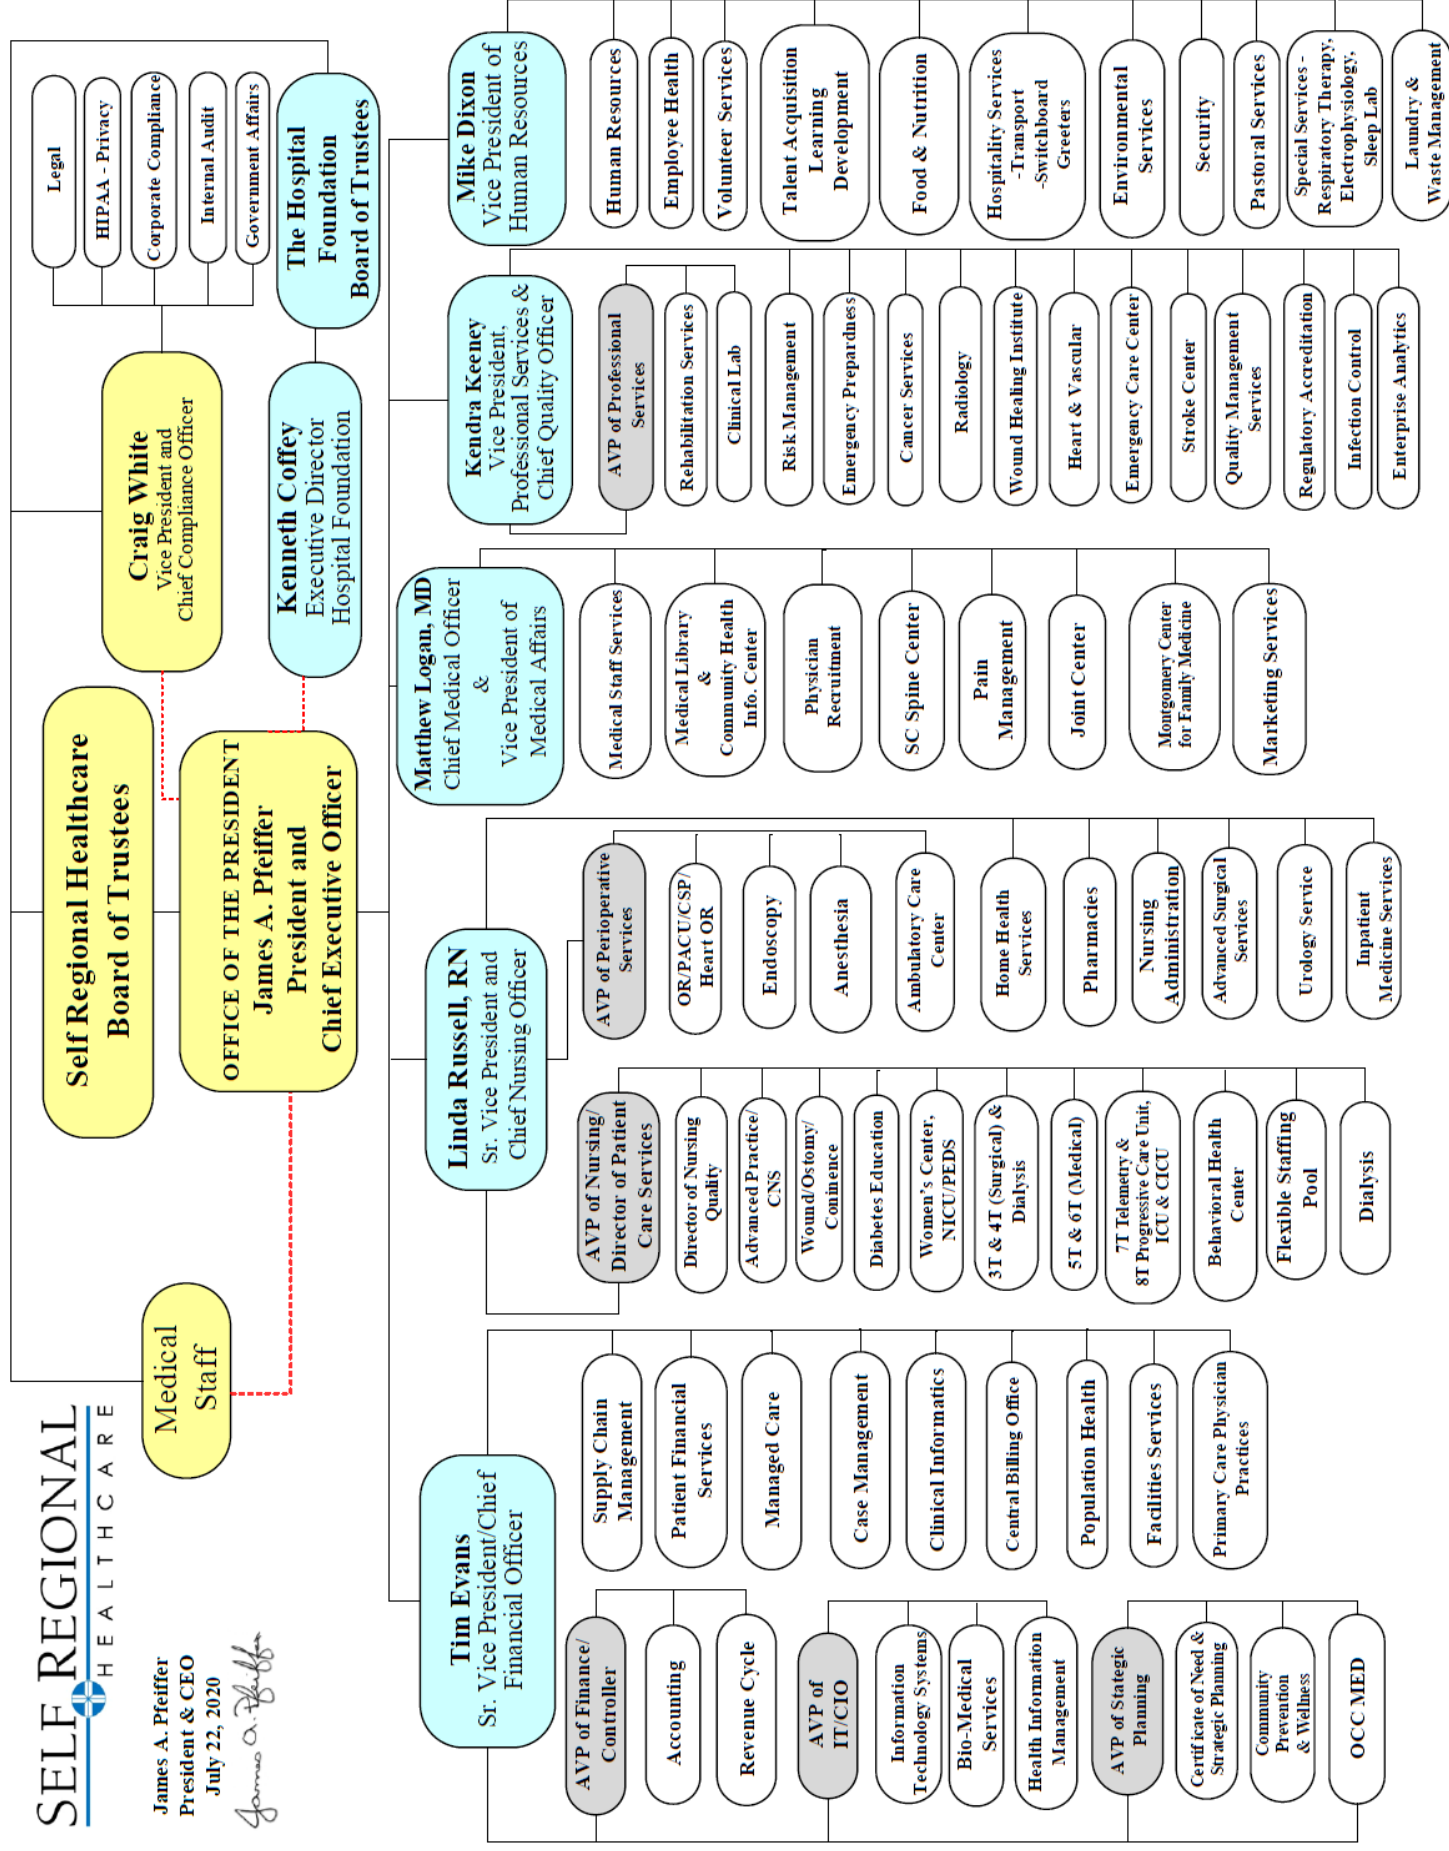 SELF REGIONAL
HEALTHCARE
James A. Pfeiffer
President & CEO
July 22, 2020
James A. Pfeiffer
Self Regional Healthcare
Board of Trustees
Medical
Staff
OFFICE OF THE PRESIDENT
James A. Pfeiffer
President and
Chief Executive Officer
Craig White
Vice President and
Chief Compliance Officer
Legal
HIPAA - Privacy
Corporate Compliance
Internal Audit
Government Affairs
Kenneth Coffey
Executive Director
Hospital Foundation
The Hospital
Foundation
Board of Trustees
Tim Evans
Sr. Vice President/Chief
Financial Officer
AVP of Finance/
Controller
Accounting
Revenue Cycle
AVP of
IT/CIO
Information
Technology Systems
Bio-Medical
Services
Health Information
Management
AVP of Stategic
Planning
Certificate of Need &
Strategic Planning
Community
Prevention
& Wellness
OCC MED
Supply Chain
Management
Patient Financial
Services
Managed Care
Case Management
Clinical Informatics
Central Billing Office
Population Health
Facilities Services
Primary Care Physician
Practices
Linda Russell, RN
Sr. Vice President and
Chief Nursing Officer
AVP of Nursing/
Director of Patient
Care Services
Director of Nursing
Quality
Advanced Practice/
CNS
Wound/Ostomy/
Coninence
Diabetes Education
Women's Center,
NICU/PEDS
3T & 4T (Surgical) &
Dialysis
5T & 6T (Medical)
7T Telemetry &
8T Progressive Care Unit,
ICU & CICU
Behavioral Health
Center
Flexible Staffing
Pool
Dialysis
AVP of Perioperative
Services
OR/PACU/CSP/
Heart OR
Endoscopy
Anesthesia
Ambulatory Care
Center
Home Health
Services
Pharmacies
Nursing
Administration
Advanced Surgical
Services
Urology Service
Inpatient
Medicine Services
Matthew Logan, MD
Chief Medical Officer
&
Vice President of
Medical Affairs
Medical Staff Services
Medical Library
&
Community Health
Info. Center
Physician
Recruitment
SC Spine Center
Pain
Management
Joint Center
Montgomery Center
for Family Medicine
Marketing Services
Kendra Keeney
Vice President,
Professional Services &
Chief Quality Officer
AVP of Professional
Services
Rehabilitation Services
Clinical Lab
Risk Management
Emergency Prepardness
Cancer Services
Radiology
Wound Healing Institute
Heart & Vascular
Emergency Care Center
Stroke Center
Quality Management
Services
Regulatory Accreditation
Infection Control
Enterprise Analytics
Mike Dixon
Vice President of
Human Resources
Human Resources
Employee Health
Volunteer Services
Talent Acquisition
Learning
Development
Food & Nutrition
Hospitality Services
-Transport
-Switchboard
Greeters
Environmental
Services
Security
Pastoral Services
Special Services -
Respiratory Therapy,
Electrophysiology,
Sleep Lab
Laundry &
Waste Management